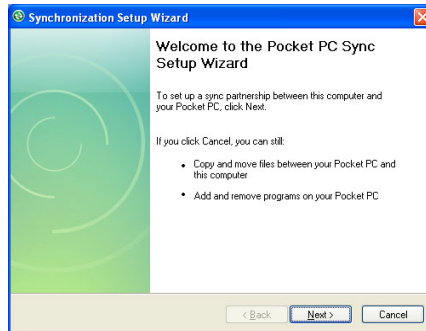 Synchronization Setup Wizard
Welcome to the Pocket PC Sync
Setup Wizard
To set up a sync partnership between this computer and
your Pocket PC, click Next.
If you click Cancel, you can still:
• Copy and move files between your Pocket PC and
this computer
• Add and remove programs on your Pocket PC
< Back
Next >
Cancel